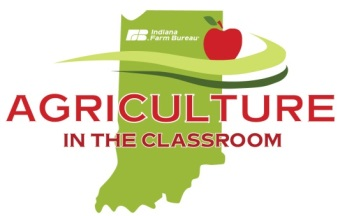 Indiana
Farm Bureau®
AGRICULTURE
IN THE CLASSROOM